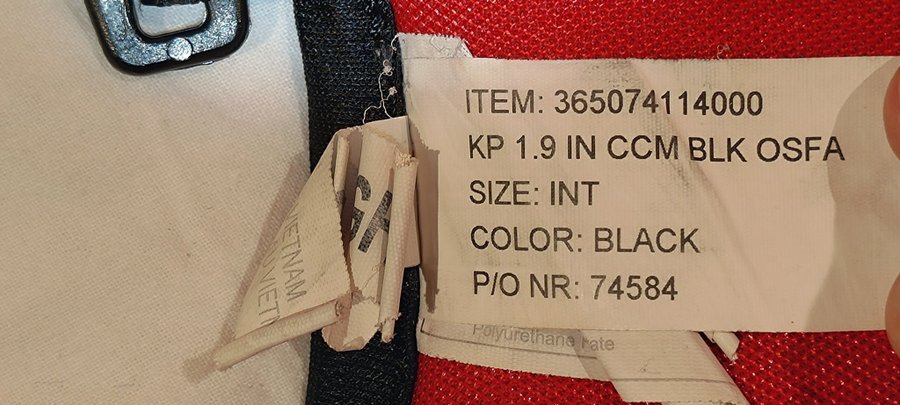 ITEM: 365074114000
KP 1.9 IN CCM BLK OSFA
SIZE: INT
COLOR: BLACK
P/O NR: 74584
Polyurethane
VIETNAM